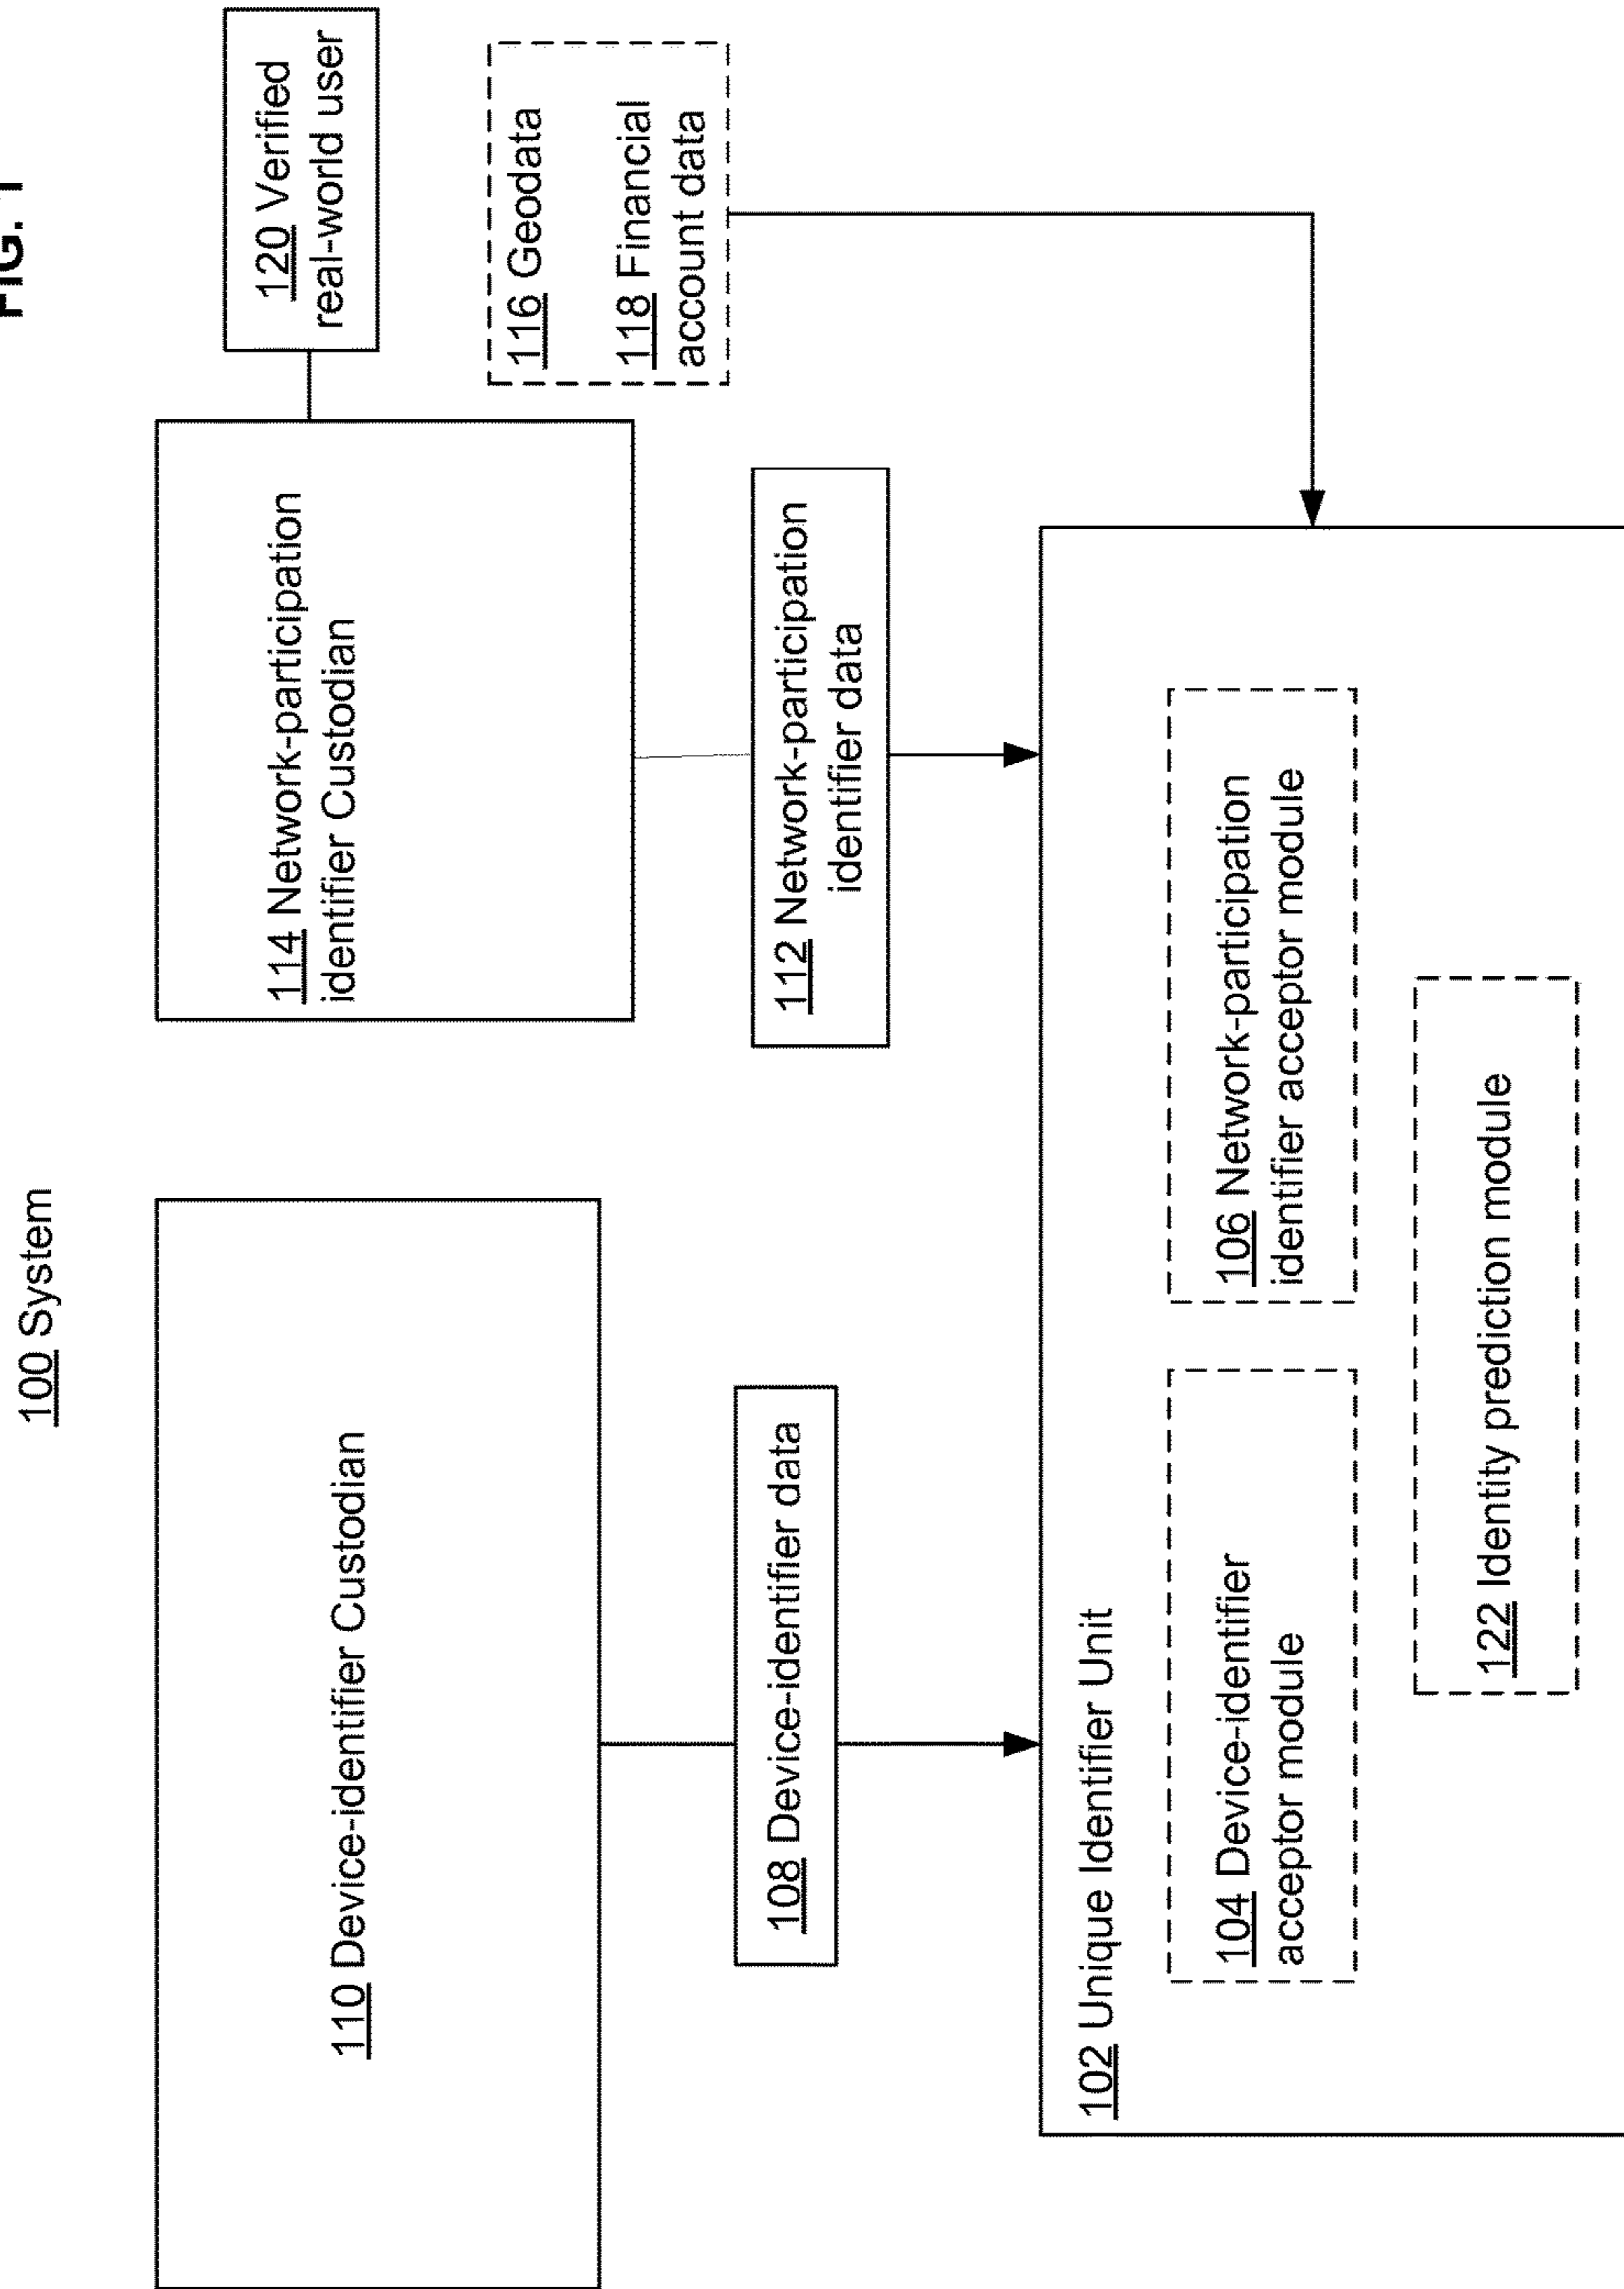 FIG. 1
100 System
120 Verified
real-world user
110 Device-identifier Custodian
114 Network-participation
identifier Custodian
116 Geodata
118 Financial
account data
108 Device-identifier data
112 Network-participation
identifier data
102 Unique Identifier Unit
104 Device-identifier
acceptor module
106 Network-participation
identifier acceptor module
122 Identity prediction module